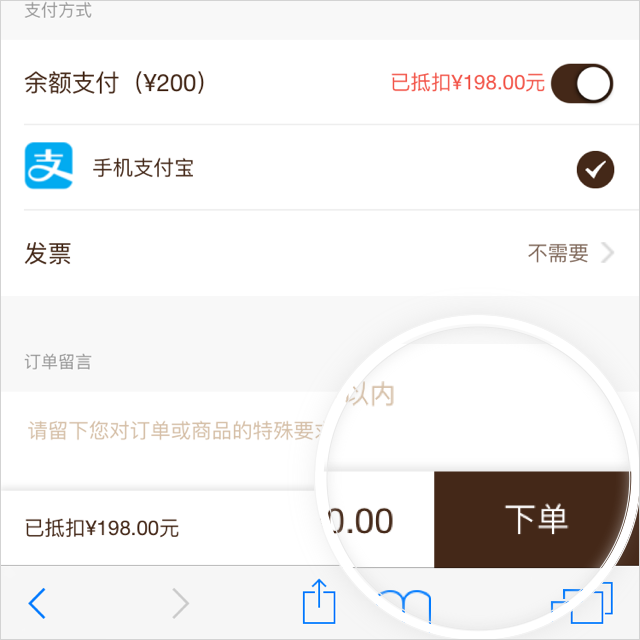 支付方式
余额支付（¥200）
已抵扣¥198.00元
支
手机支付宝
发票
不需要
订单留言
以内
请留下您对订单或商品的特殊要求
已抵扣¥198.00元
0.00
下单